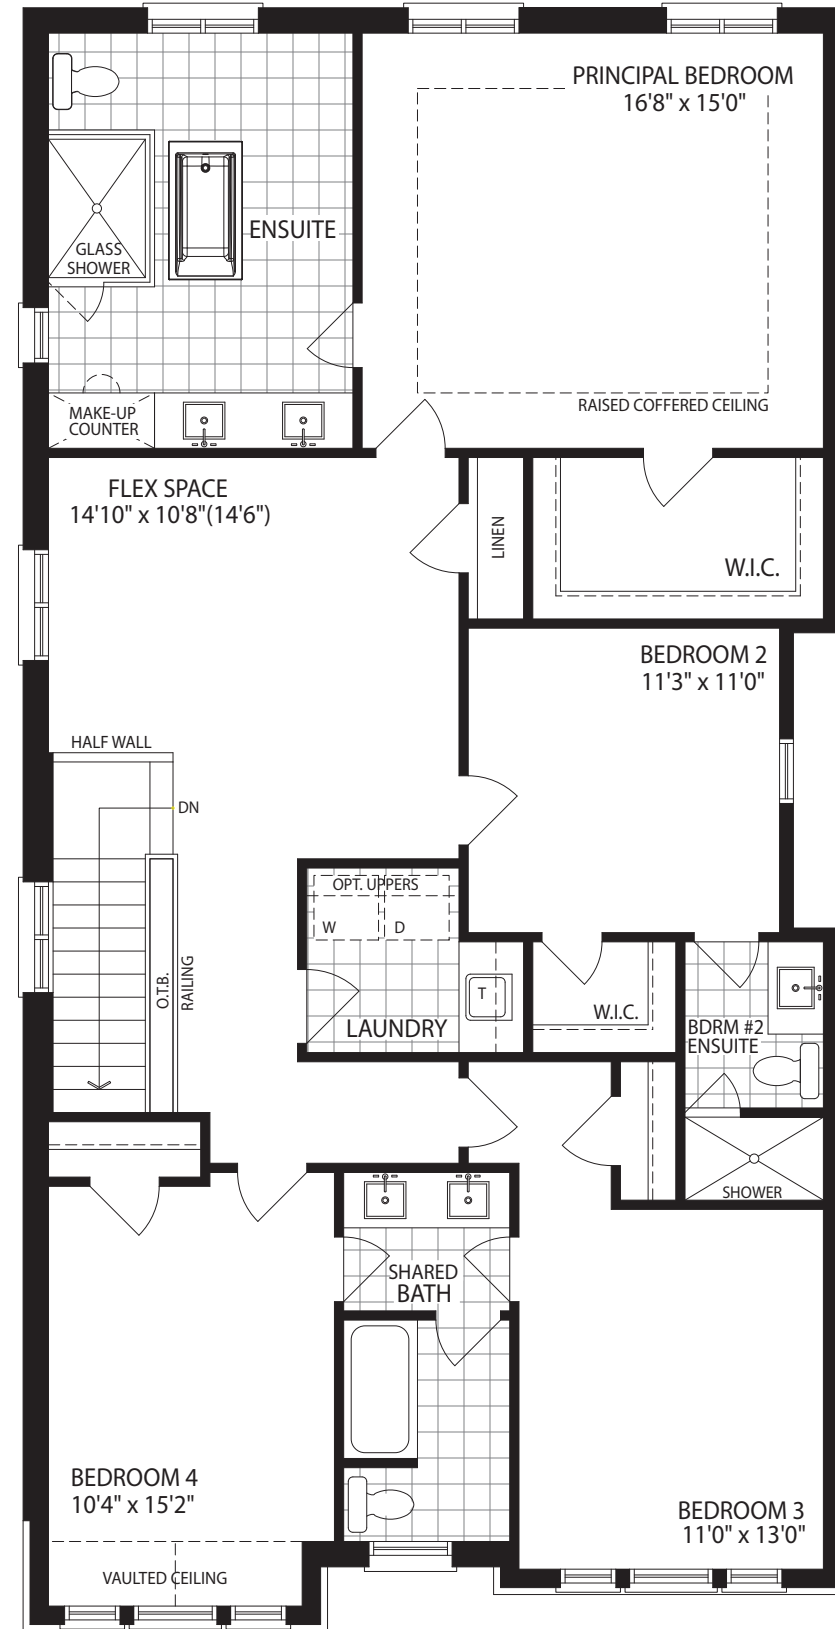 PRINCIPAL BEDROOM
16'8" x 15'0"
ENSUITE
GLASS
SHOWER
RAISED COFFERED CEILING
MAKE-UP
COUNTER
FLEX SPACE
14'10" x 10'8"(14'6")
LINEN
W.I.C.
BEDROOM 2
11'3" x 11'0"
HALF WALL
DN
OPT. UPPERS
W
D
O.T.B.
RAILING
T
LAUNDRY
W.I.C.
BDRM #2
ENSUITE
SHOWER
SHARED
BATH
BEDROOM 4
10'4" x 15'2"
BEDROOM 3
11'0" x 13'0"
VAULTED CEILING